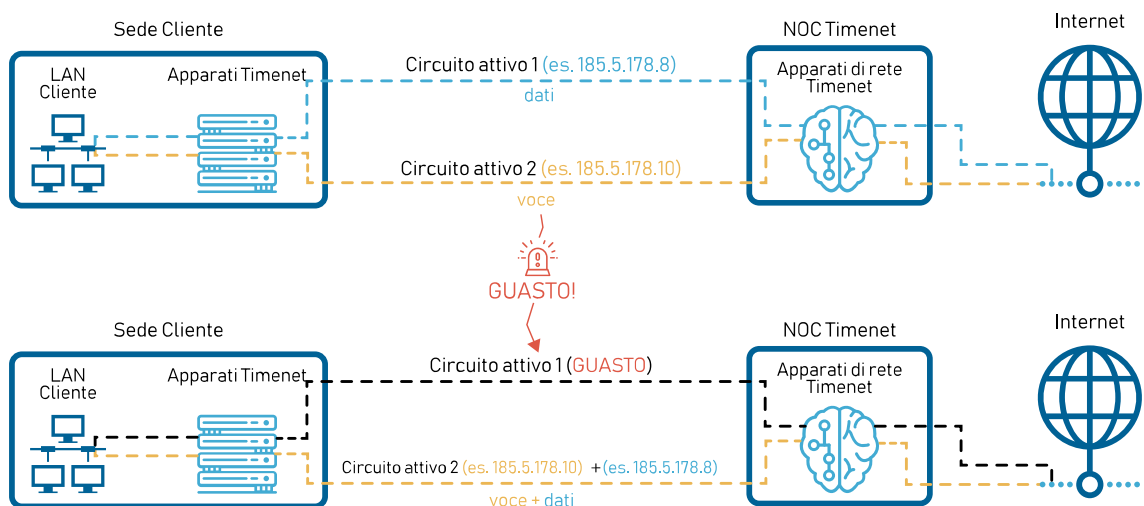 Sede Cliente
NOC Timenet
Internet
LAN
Cliente
Apparati Timenet
Circuito attivo 1 (es. 185.5.178.8)
dati
Apparati di rete
Timenet
Circuito attivo 2 (es. 185.5.178.10)
voce
GUASTO!
Sede Cliente
NOC Timenet
Internet
LAN
Cliente
Apparati Timenet
Circuito attivo 1 (GUASTO)
Apparati di rete
Timenet
Circuito attivo 2 (es. 185.5.178.10) +(es. 185.5.178.8)
voce + dati